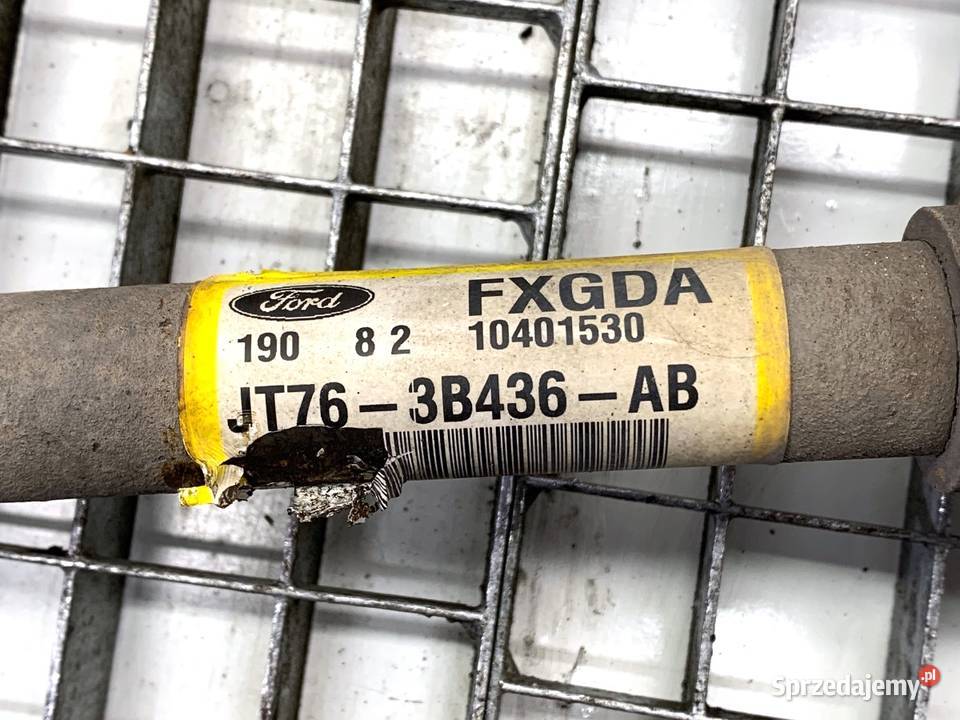 Ford FXGDA
190 8 2 10401530
JT76-3B436-AB
Sprzedajemy.pl